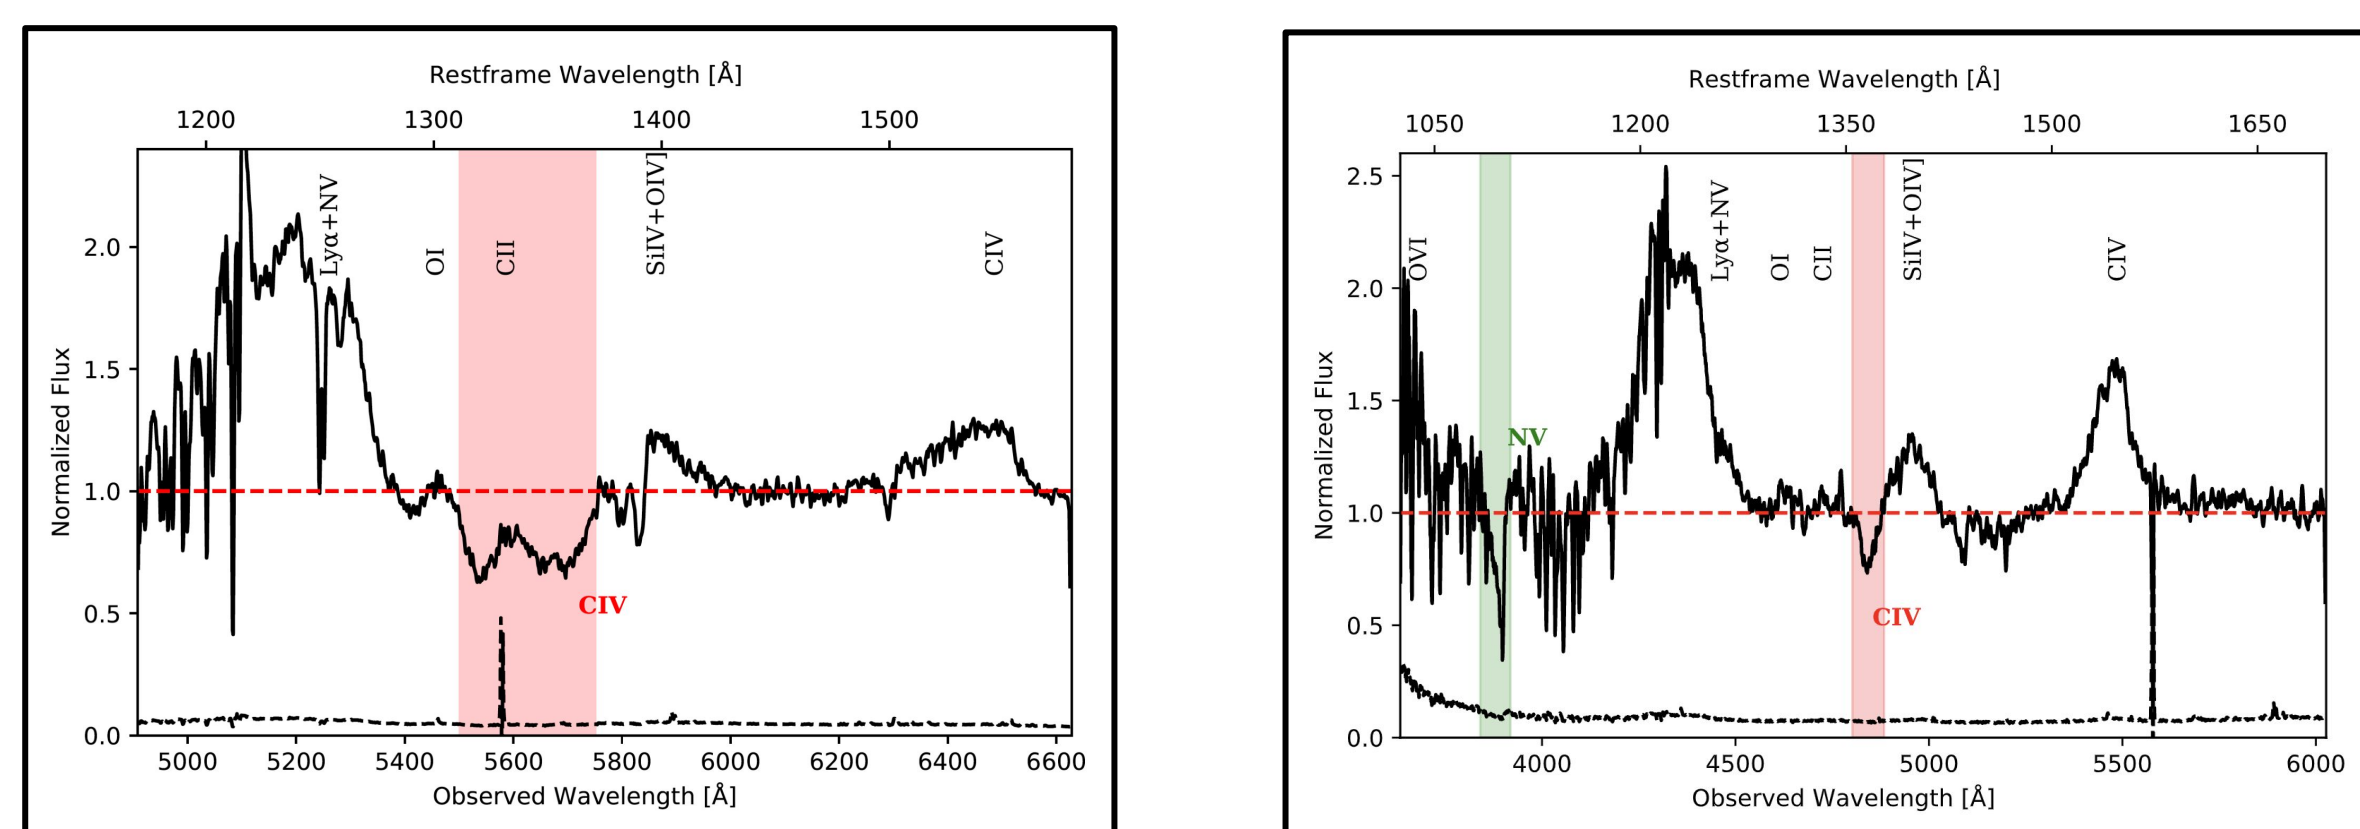 Restframe Wavelength [Å]
1200 1300 1400 1500
Lyα+NV
OI
CII
SiIV+OIV]
CIV
2.0
1.5
1.0
0.5
0.0
Normalized Flux
CIV
5000 5200 5400 5600 5800 6000 6200 6400 6600
Observed Wavelength [Å]
Restframe Wavelength [Å]
1050 1200 1350 1500 1650
OVI
Lyα+NV
OI
CII
SiIV+OIV]
CIV
2.5
2.0
1.5
1.0
0.5
0.0
Normalized Flux
NV
CIV
4000 4500 5000 5500 6000
Observed Wavelength [Å]